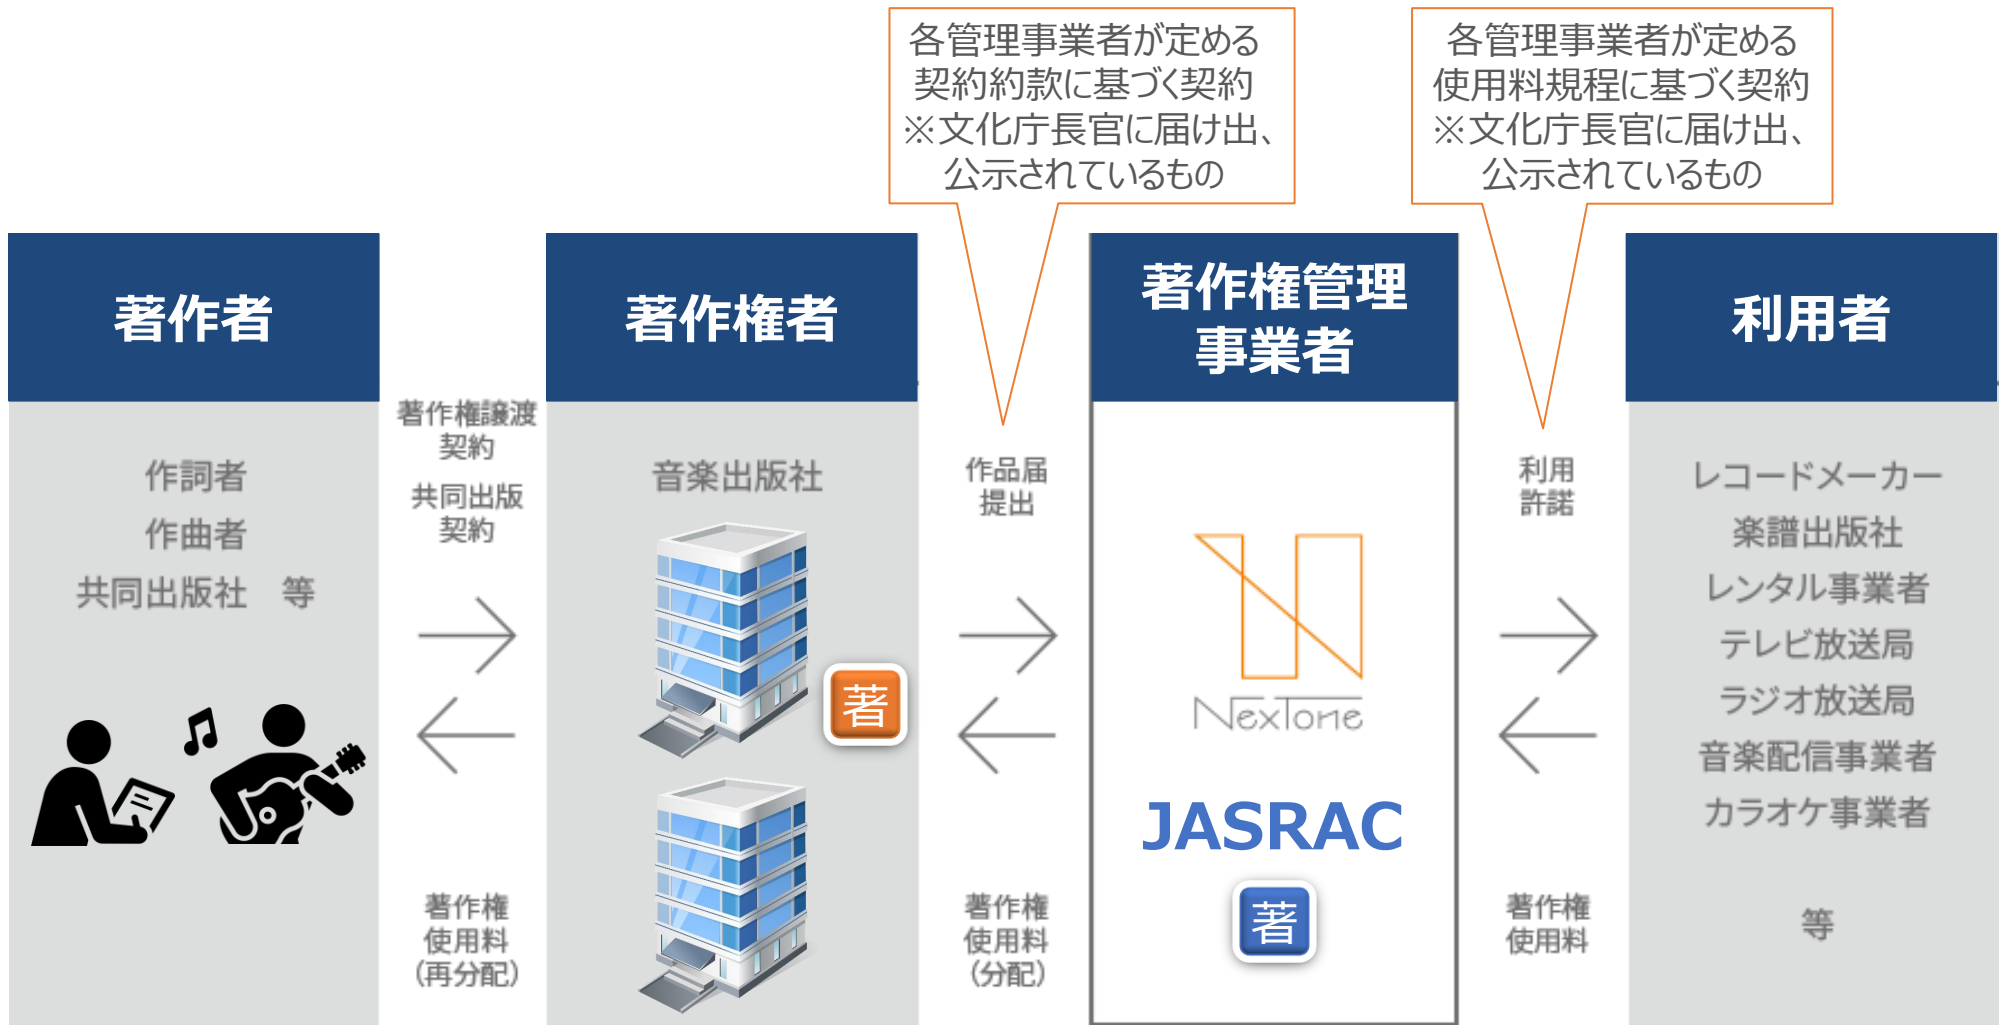 各管理事業者が定める
契約約款に基づく契約
※文化庁長官に届け出、
公示されているもの
各管理事業者が定める
使用料規程に基づく契約
※文化庁長官に届け出、
公示されているもの
著作者
著作権者
著作権管理
事業者
利用者
作詞者
作曲者
共同出版社　等
著作権譲渡
契約
共同出版
契約
著作権
使用料
（再分配）
音楽出版社
著
作品届
提出
著作権
使用料
（分配）
NexTone
JASRAC
著
利用
許諾
著作権
使用料
レコードメーカー
楽譜出版社
レンタル事業者
テレビ放送局
ラジオ放送局
音楽配信事業者
カラオケ事業者
等